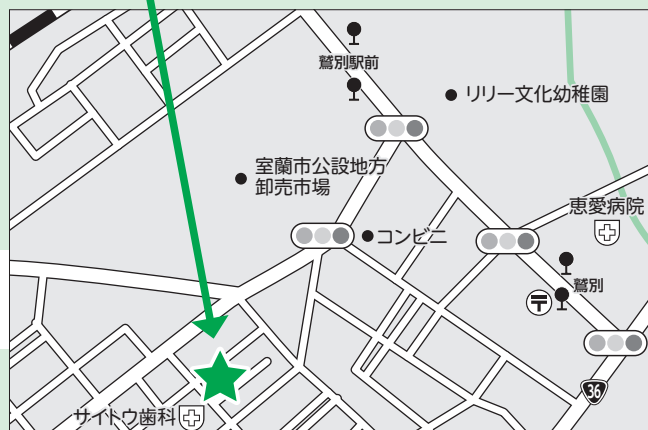 鷲別駅前
リリー文化幼稚園
室蘭市公設地方
卸売市場
恵愛病院
コンビニ
鷲別
〒
36
サイトウ歯科